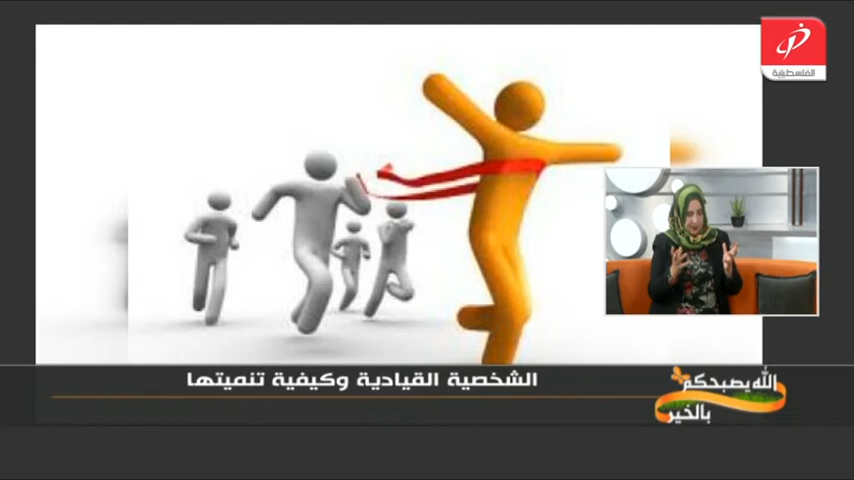 الفلسطينية
الشخصية القيادية وكيفية تنميتها
الله يصبحكم
بالخير